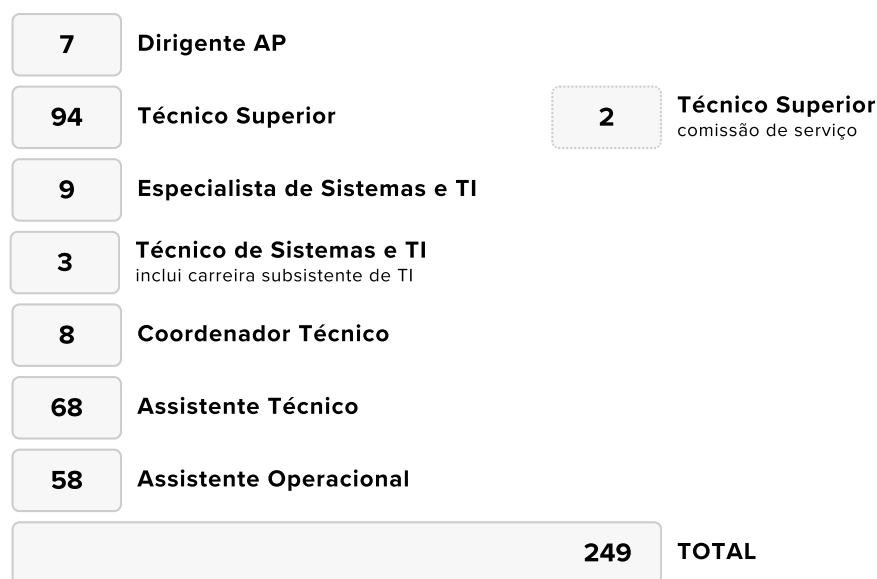 7 Dirigente AP
94 Técnico Superior
2 Técnico Superior
comissão de serviço
9 Especialista de Sistemas e TI
3 Técnico de Sistemas e TI
inclui carreira subsistente de TI
8 Coordenador Técnico
68 Assistente Técnico
58 Assistente Operacional
249 TOTAL